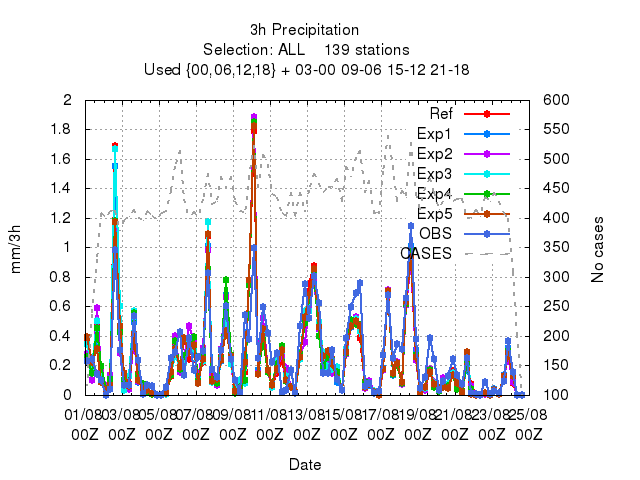 3h Precipitation
Selection: ALL    139 stations
Used {00,06,12,18} + 03-00 09-06 15-12 21-18
2 600
1.8 550
1.6 500
1.4 450
1.2 400
1 350
0.8 300
0.6 250
0.4 200
0.2 150
0 100
Ref
Exp1
Exp2
Exp3
Exp4
Exp5
OBS
CASES
mm/3h
No cases
01/08 03/08 05/08 07/08 09/08 11/08 13/08 15/08 17/08 19/08 21/08 23/08 25/08
00Z 00Z 00Z 00Z 00Z 00Z 00Z 00Z 00Z 00Z 00Z 00Z 00Z
Date